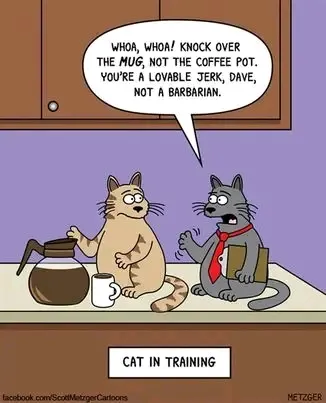 WHOA, WHOA! KNOCK OVER
THE MUG, NOT THE COFFEE POT.
YOU'RE A LOVABLE JERK, DAVE,
NOT A BARBARIAN.
CAT IN TRAINING
facebook.com/ScottMetzgerCartoons
METZGER